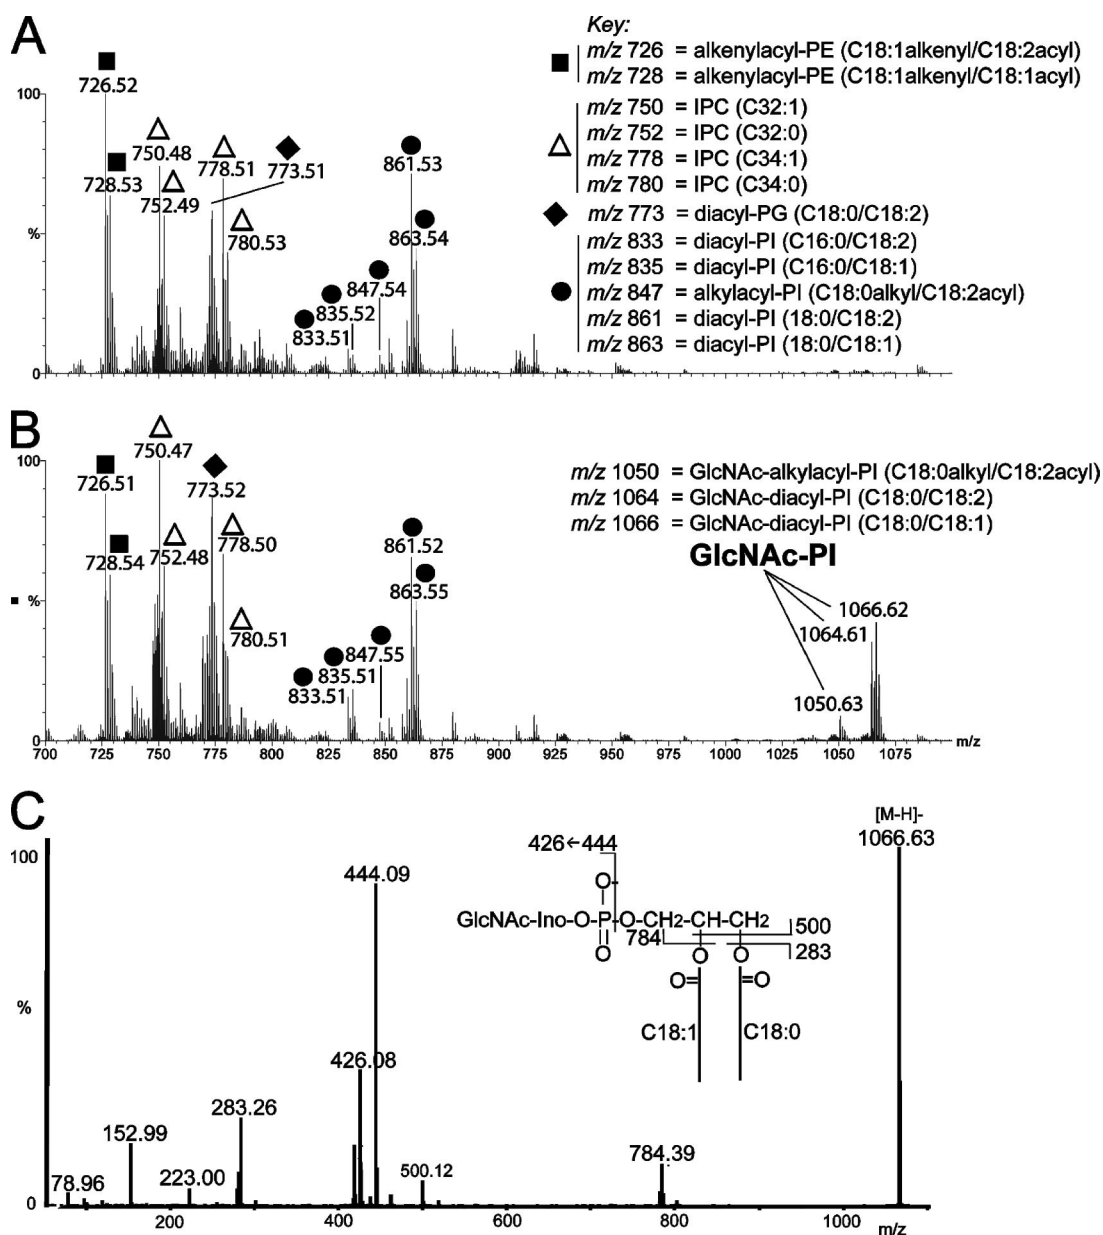 A
Key:
m/z 726 = alkenylacyl-PE (C18:1alkenyl/C18:2acyl)
m/z 728 = alkenylacyl-PE (C18:1alkenyl/C18:1acyl)
m/z 750 = IPC (C32:1)
m/z 752 = IPC (C32:0)
m/z 778 = IPC (C34:1)
m/z 780 = IPC (C34:0)
m/z 773 = diacyl-PG (C18:0/C18:2)
m/z 833 = diacyl-PI (C16:0/C18:2)
m/z 835 = diacyl-PI (C16:0/C18:1)
m/z 847 = alkylacyl-PI (C18:0alkyl/C18:2acyl)
m/z 861 = diacyl-PI (18:0/C18:2)
m/z 863 = diacyl-PI (18:0/C18:1)
726.52
100
750.48
778.51
773.51
861.53
728.53
752.49
%
780.53
863.54
847.54
835.52
833.51
0
B
750.47
100
726.51
773.52
m/z 1050 = GlcNAc-alkylacyl-PI (C18:0alkyl/C18:2acyl)
m/z 1064 = GlcNAc-diacyl-PI (C18:0/C18:2)
m/z 1066 = GlcNAc-diacyl-PI (C18:0/C18:1)
GlcNAc-PI
728.54
752.48
778.50
861.52
863.55
%
780.51
847.55
835.51
833.51
1066.62
1064.61
1050.63
0
700 725 750 775 800 825 850 875 900 925 950 975 1000 1025 1050 1075 m/z
C
[M-H]-
1066.63
100
444.09
426←444
O-
GlcNAc-Ino-O-P-O-CH2-CH-CH2
784
500
283
O
O
O
O=
=O
C18:1
C18:0
%
426.08
283.26
152.99
78.96
223.00
500.12
784.39
0
200 400 600 800 1000 m/z